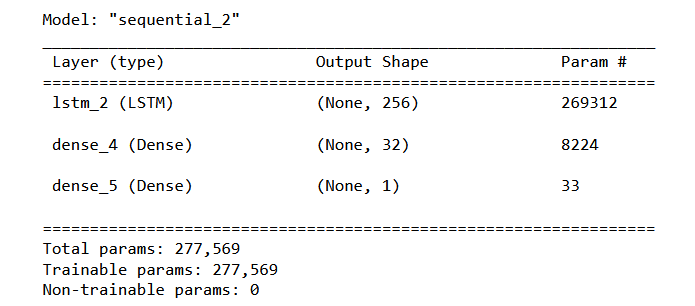 Model: "sequential_2"
_________________________________________________________________
Layer (type) Output Shape Param #
=================================================================
lstm_2 (LSTM) (None, 256) 269312
dense_4 (Dense) (None, 32) 8224
dense_5 (Dense) (None, 1) 33
=================================================================
Total params: 277,569
Trainable params: 277,569
Non-trainable params: 0